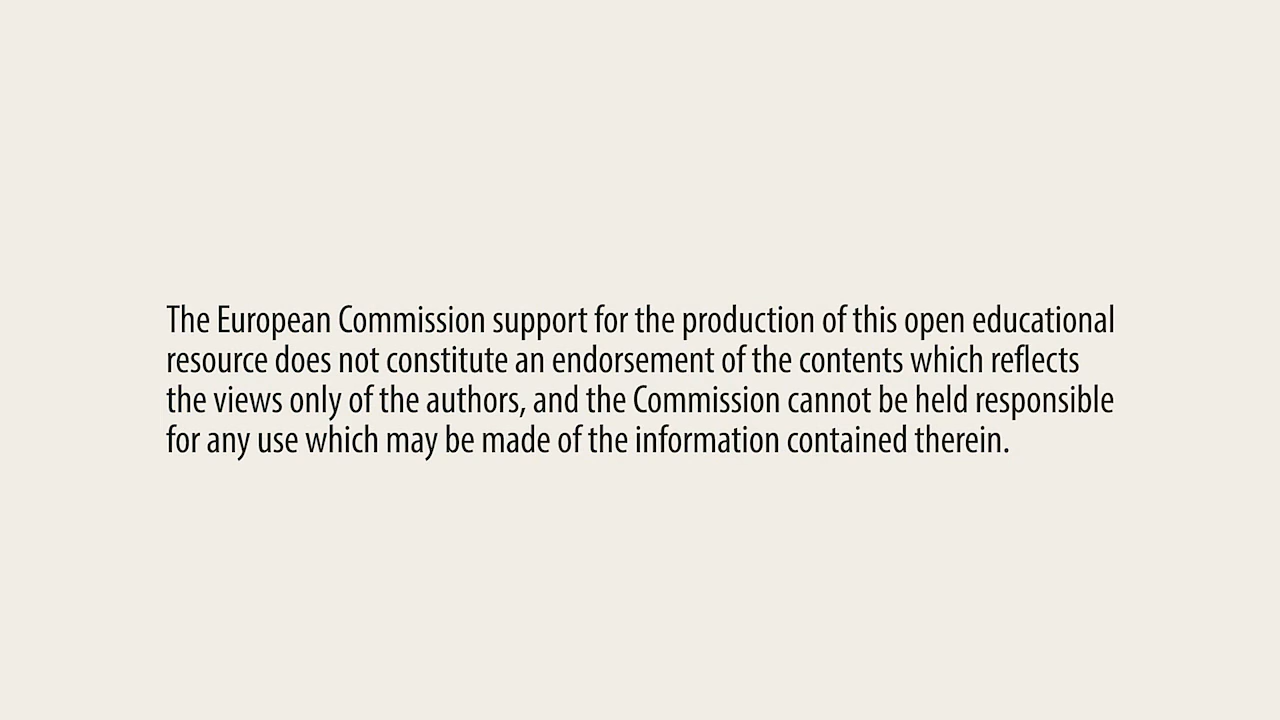 The European Commission support for the production of this open educational
resource does not constitute an endorsement of the contents which reflects
the views only of the authors, and the Commission cannot be held responsible
for any use which may be made of the information contained therein.